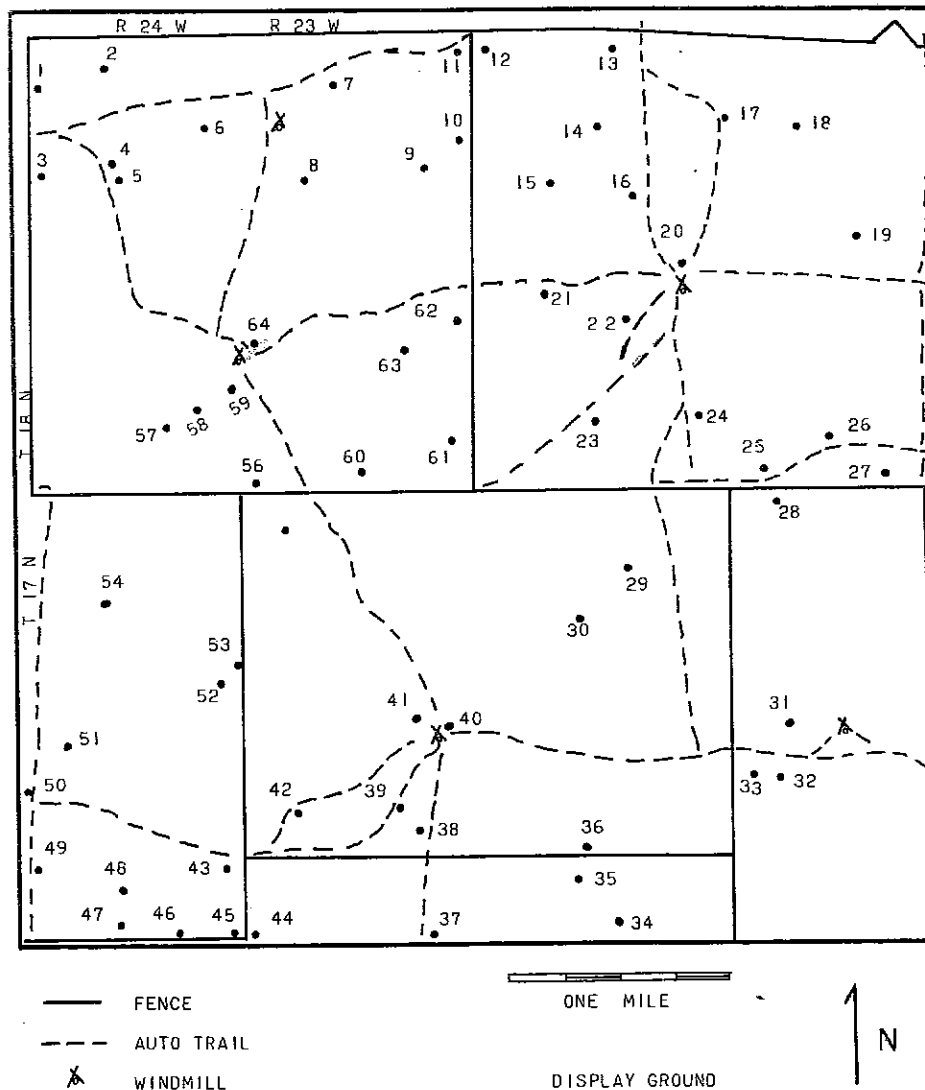 R 24 W R 23 W
1 2 11 12 13
7
6 10 14 17 18
3 4 5 8 9 15 16
20 19
62 21 22
64 63
59 58 57 23 24
56 60 61 25 26 27
T 18 N
T 17 N
28
54 29
53 30
52
51 41 40 31
50 42 39 33 32
49 48 43 38 36
35
47 46 45 44 37 34
FENCE
AUTO TRAIL
WINDMILL
ONE MILE
DISPLAY GROUND
N